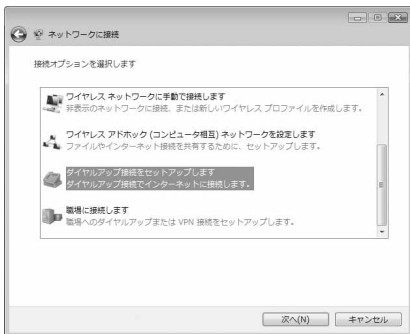 ネットワークに接続
接続オプションを選択します
ワイヤレス ネットワークに手動で接続します
非表示のネットワークに接続、または新しいワイヤレス プロファイルを作成します。
ワイヤレス アドホック (コンピュータ相互) ネットワークを設定します
ファイルやインターネット接続を共有するために、セットアップします。
ダイヤルアップ接続をセットアップします
ダイヤルアップ接続でインターネットに接続します。
職場に接続します
職場へのダイヤルアップまたは VPN 接続をセットアップします。
次へ(N) キャンセル